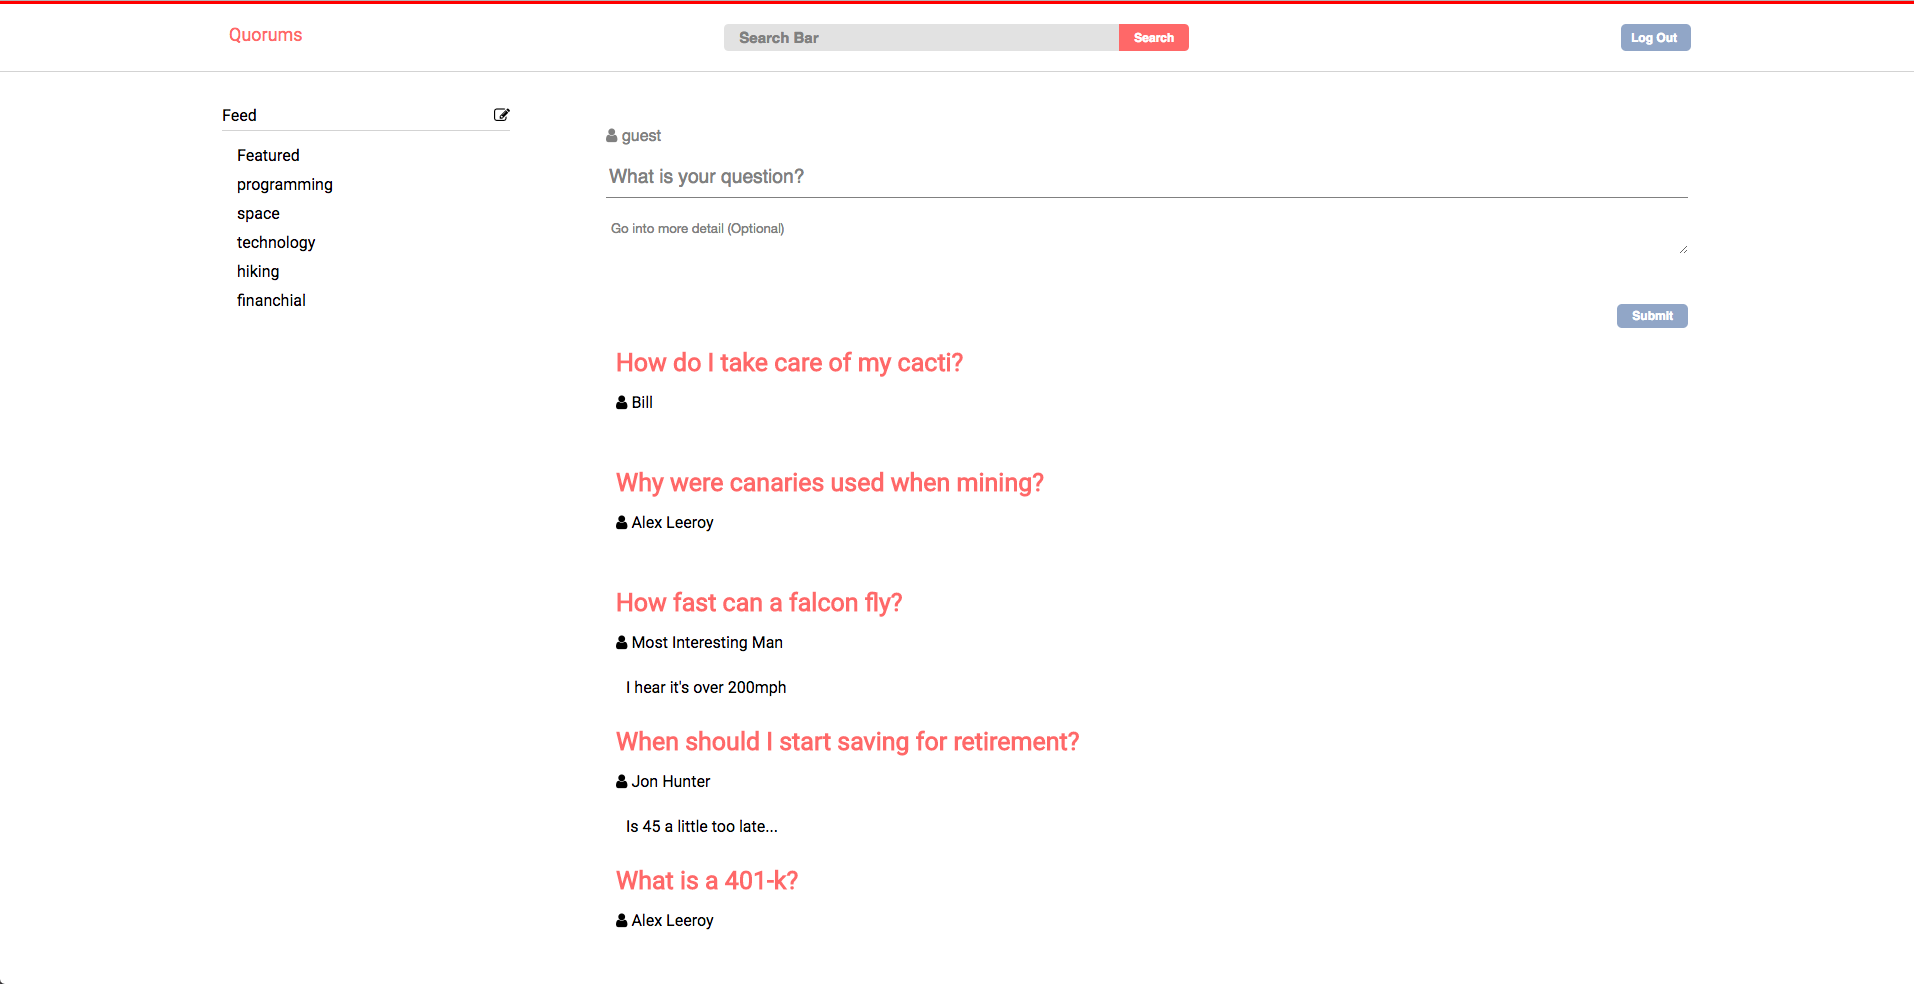 Quorums
Search Bar
Search
Log Out
Feed
Featured
programming
space
technology
hiking
financhial
guest
What is your question?
Go into more detail (Optional)
Submit
How do I take care of my cacti?
Bill
Why were canaries used when mining?
Alex Leeroy
How fast can a falcon fly?
Most Interesting Man
I hear it's over 200mph
When should I start saving for retirement?
Jon Hunter
Is 45 a little too late...
What is a 401-k?
Alex Leeroy